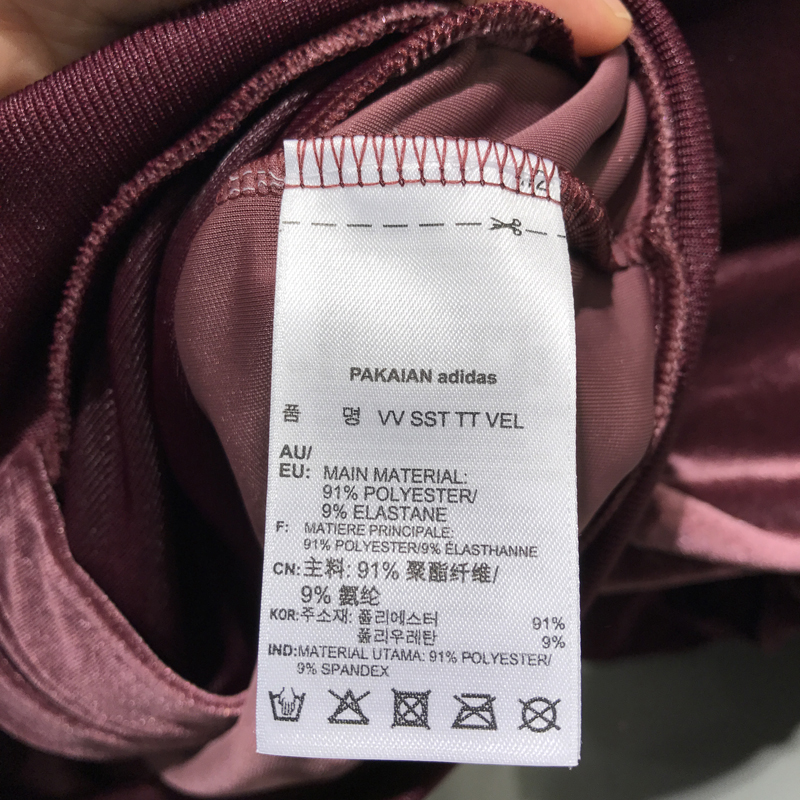 PAKAIAN adidas
품 명 VV SST TT VEL
AU/
EU: MAIN MATERIAL:
91% POLYESTER/
9% ELASTANE
F: MATIERE PRINCIPALE:
91% POLYESTER/9% ÉLASTHANNE
CN:主料: 91% 聚酯纤维/
9% 氨纶
KOR:주소재: 폴리에스터 91%
폴리우레탄 9%
IND:MATERIAL UTAMA: 91% POLYESTER/
9% SPANDEX